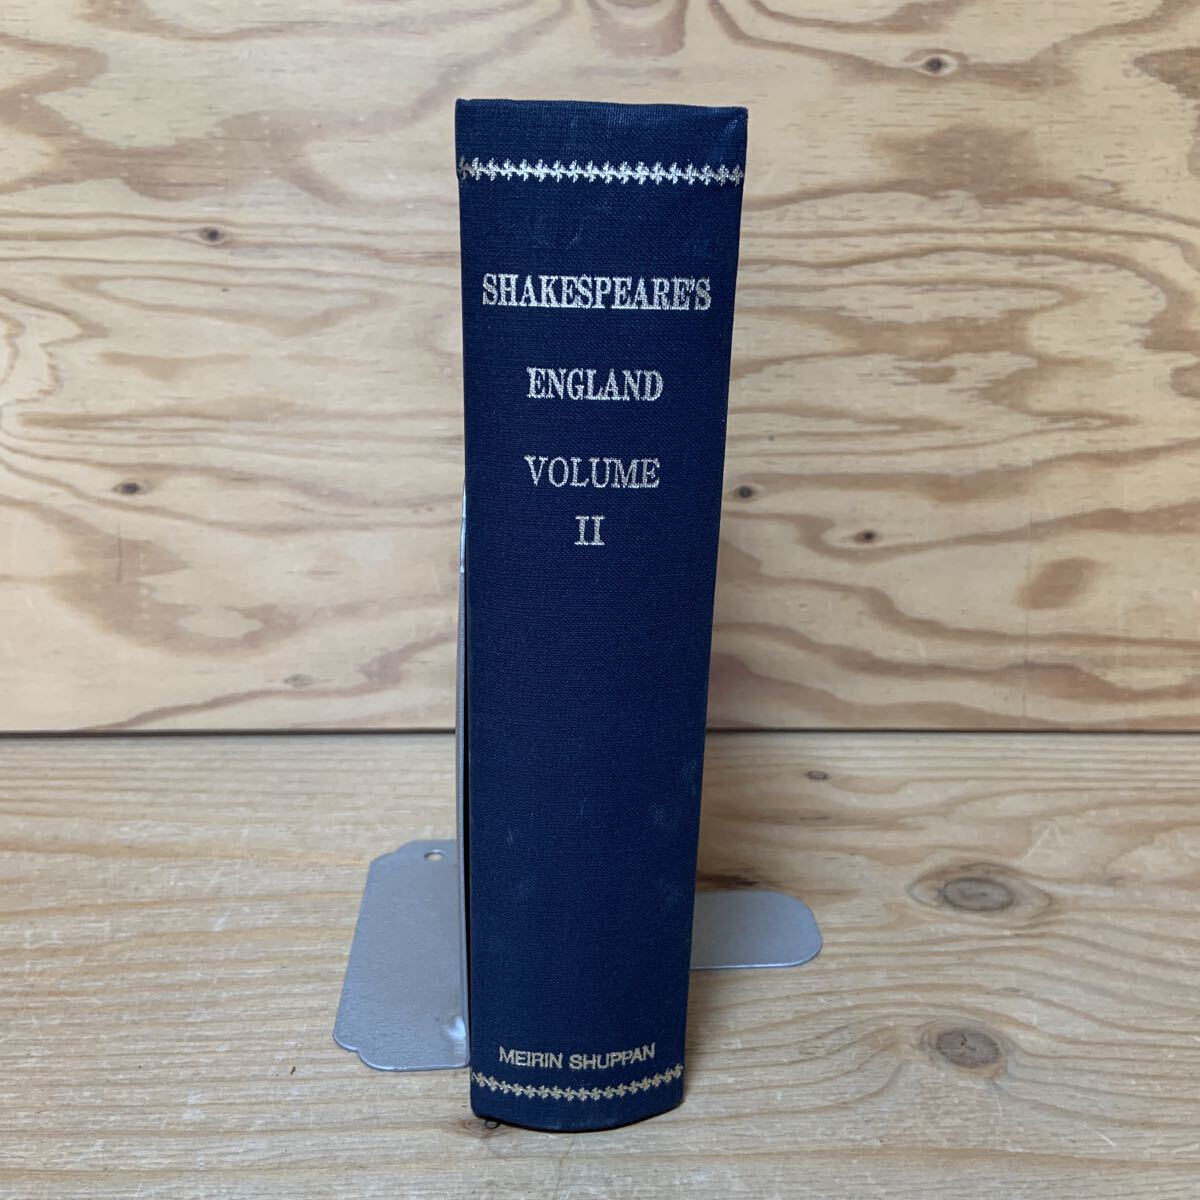 SHAKESPEARE'S
ENGLAND
VOLUME
II
MEIRIN SHUPPAN